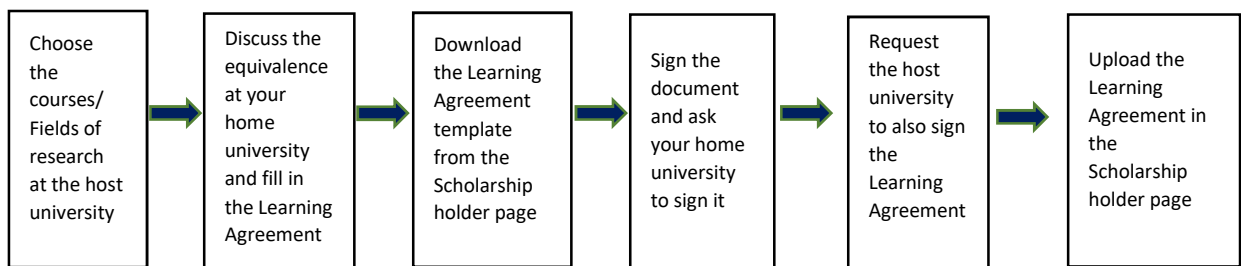 Choose
the
courses/
Fields of
research
at the host
university
Discuss the
equivalence
at your
home
university
and fill in
the Learning
Agreement
Download
the Learning
Agreement
template
from the
Scholarship
holder page
Sign the
document
and ask
your home
university
to sign it
Request
the host
university
to also sign
the
Learning
Agreement
Upload the
Learning
Agreement in
the
Scholarship
holder page